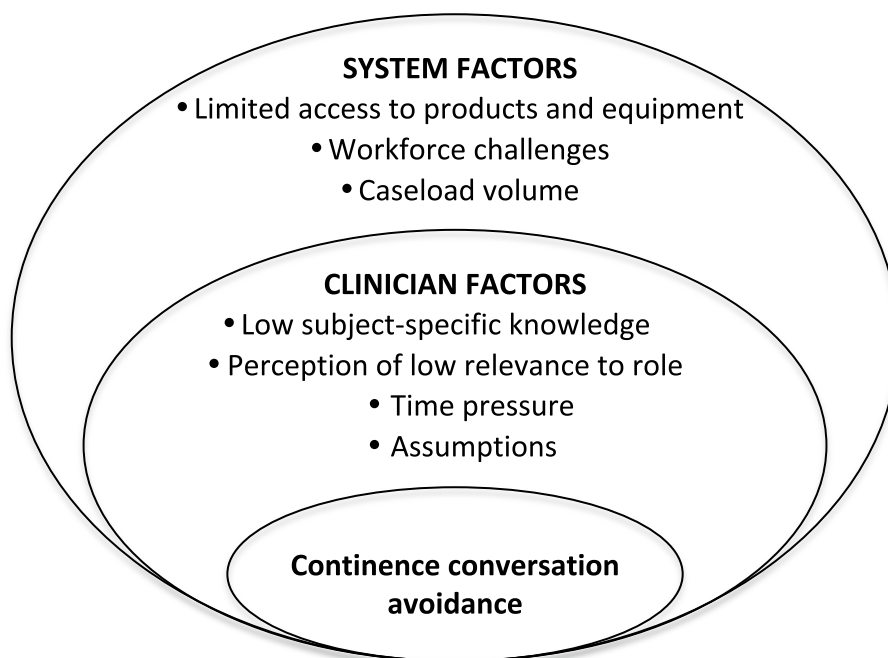 SYSTEM FACTORS
• Limited access to products and equipment
• Workforce challenges
• Caseload volume
CLINICIAN FACTORS
• Low subject-specific knowledge
• Perception of low relevance to role
• Time pressure
• Assumptions
Continence conversation
avoidance